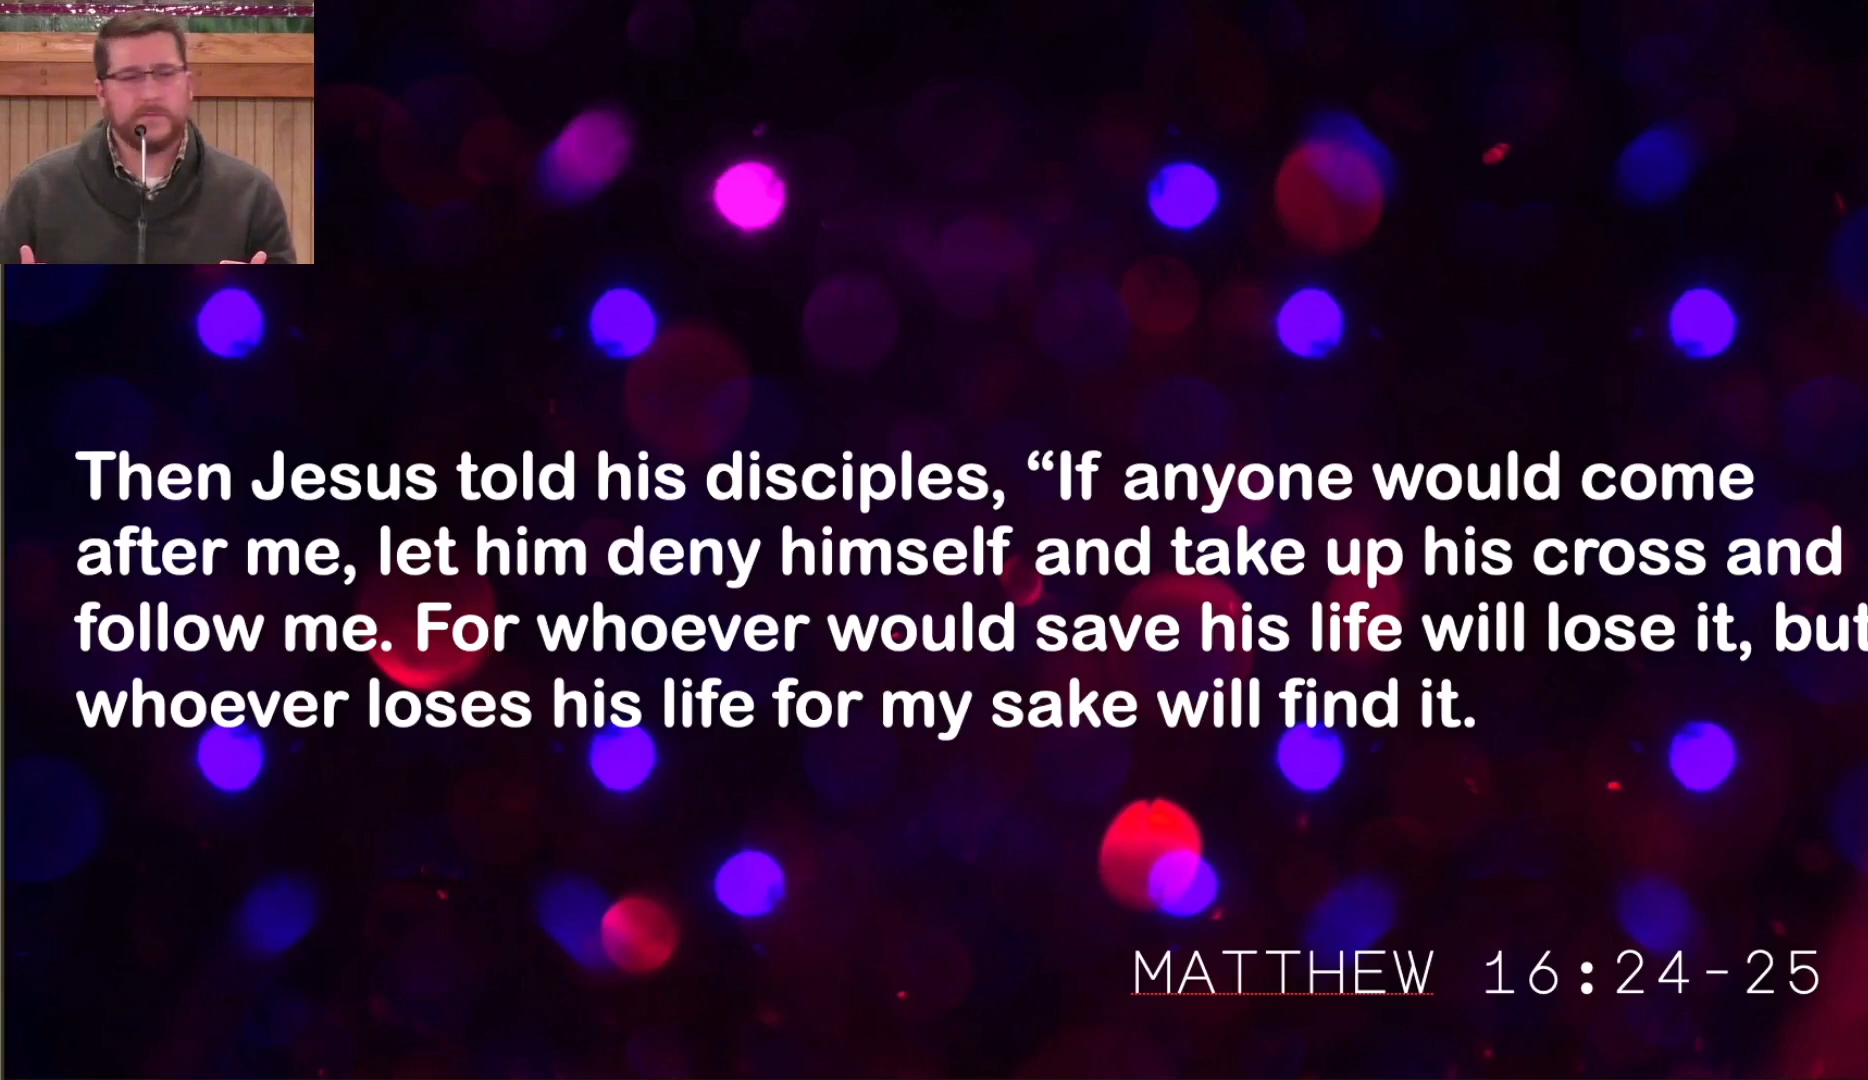 Then Jesus told his disciples, “If anyone would come
after me, let him deny himself and take up his cross and
follow me. For whoever would save his life will lose it, but
whoever loses his life for my sake will find it.
MATTHEW 16:24-25